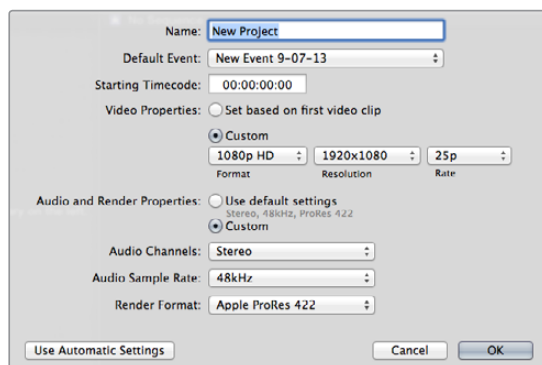 Name: New Project
Default Event: New Event 9-07-13
Starting Timecode: 00:00:00:00
Video Properties: Set based on first video clip
Custom
1080p HD 1920x1080 25p
Format Resolution Rate
Audio and Render Properties: Use default settings
Stereo, 48kHz, ProRes 422
Custom
Audio Channels: Stereo
Audio Sample Rate: 48kHz
Render Format: Apple ProRes 422
Use Automatic Settings Cancel OK